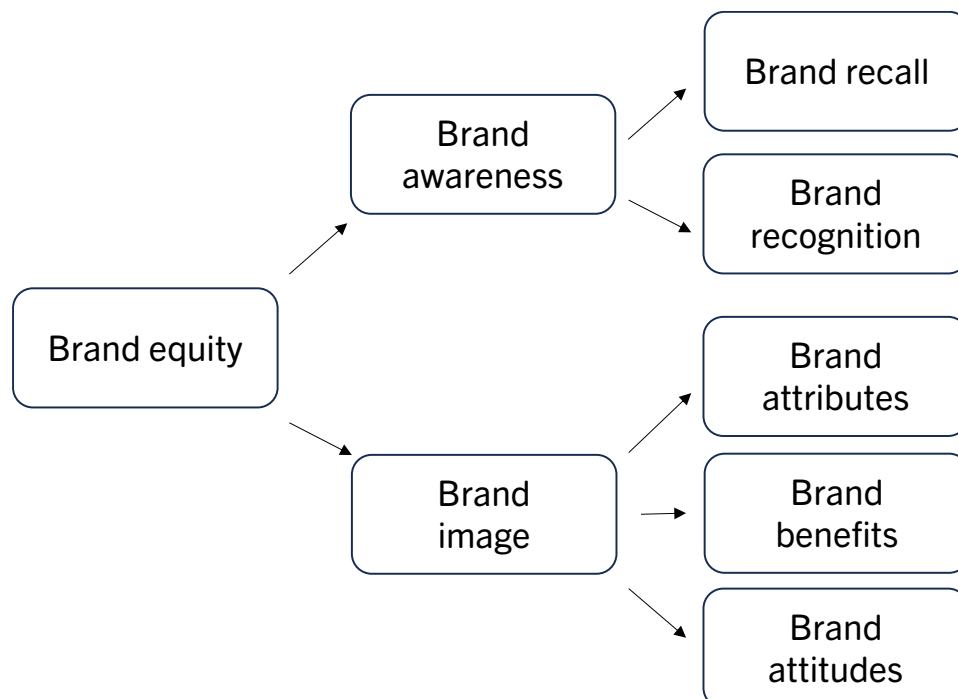 Brand recall
Brand
awareness
Brand
recognition
Brand equity
Brand
attributes
Brand
image
Brand
benefits
Brand
attitudes